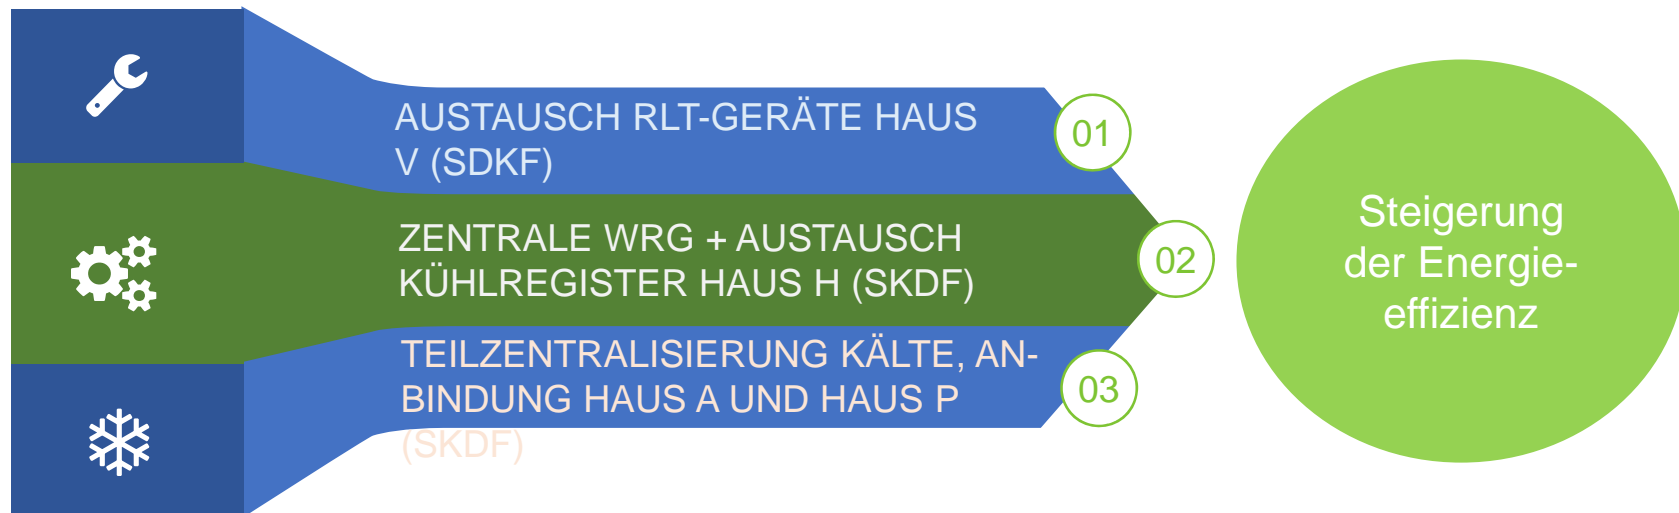 AUSTAUSCH RLT-GERÄTE HAUS
V (SDKF)
01
ZENTRALE WRG + AUSTAUSCH
KÜHLREGISTER HAUS H (SKDF)
02
TEILZENTRALISIERUNG KÄLTE, AN-
BINDUNG HAUS A UND HAUS P
(SKDF)
03
Steigerung
der Energie-
effizienz